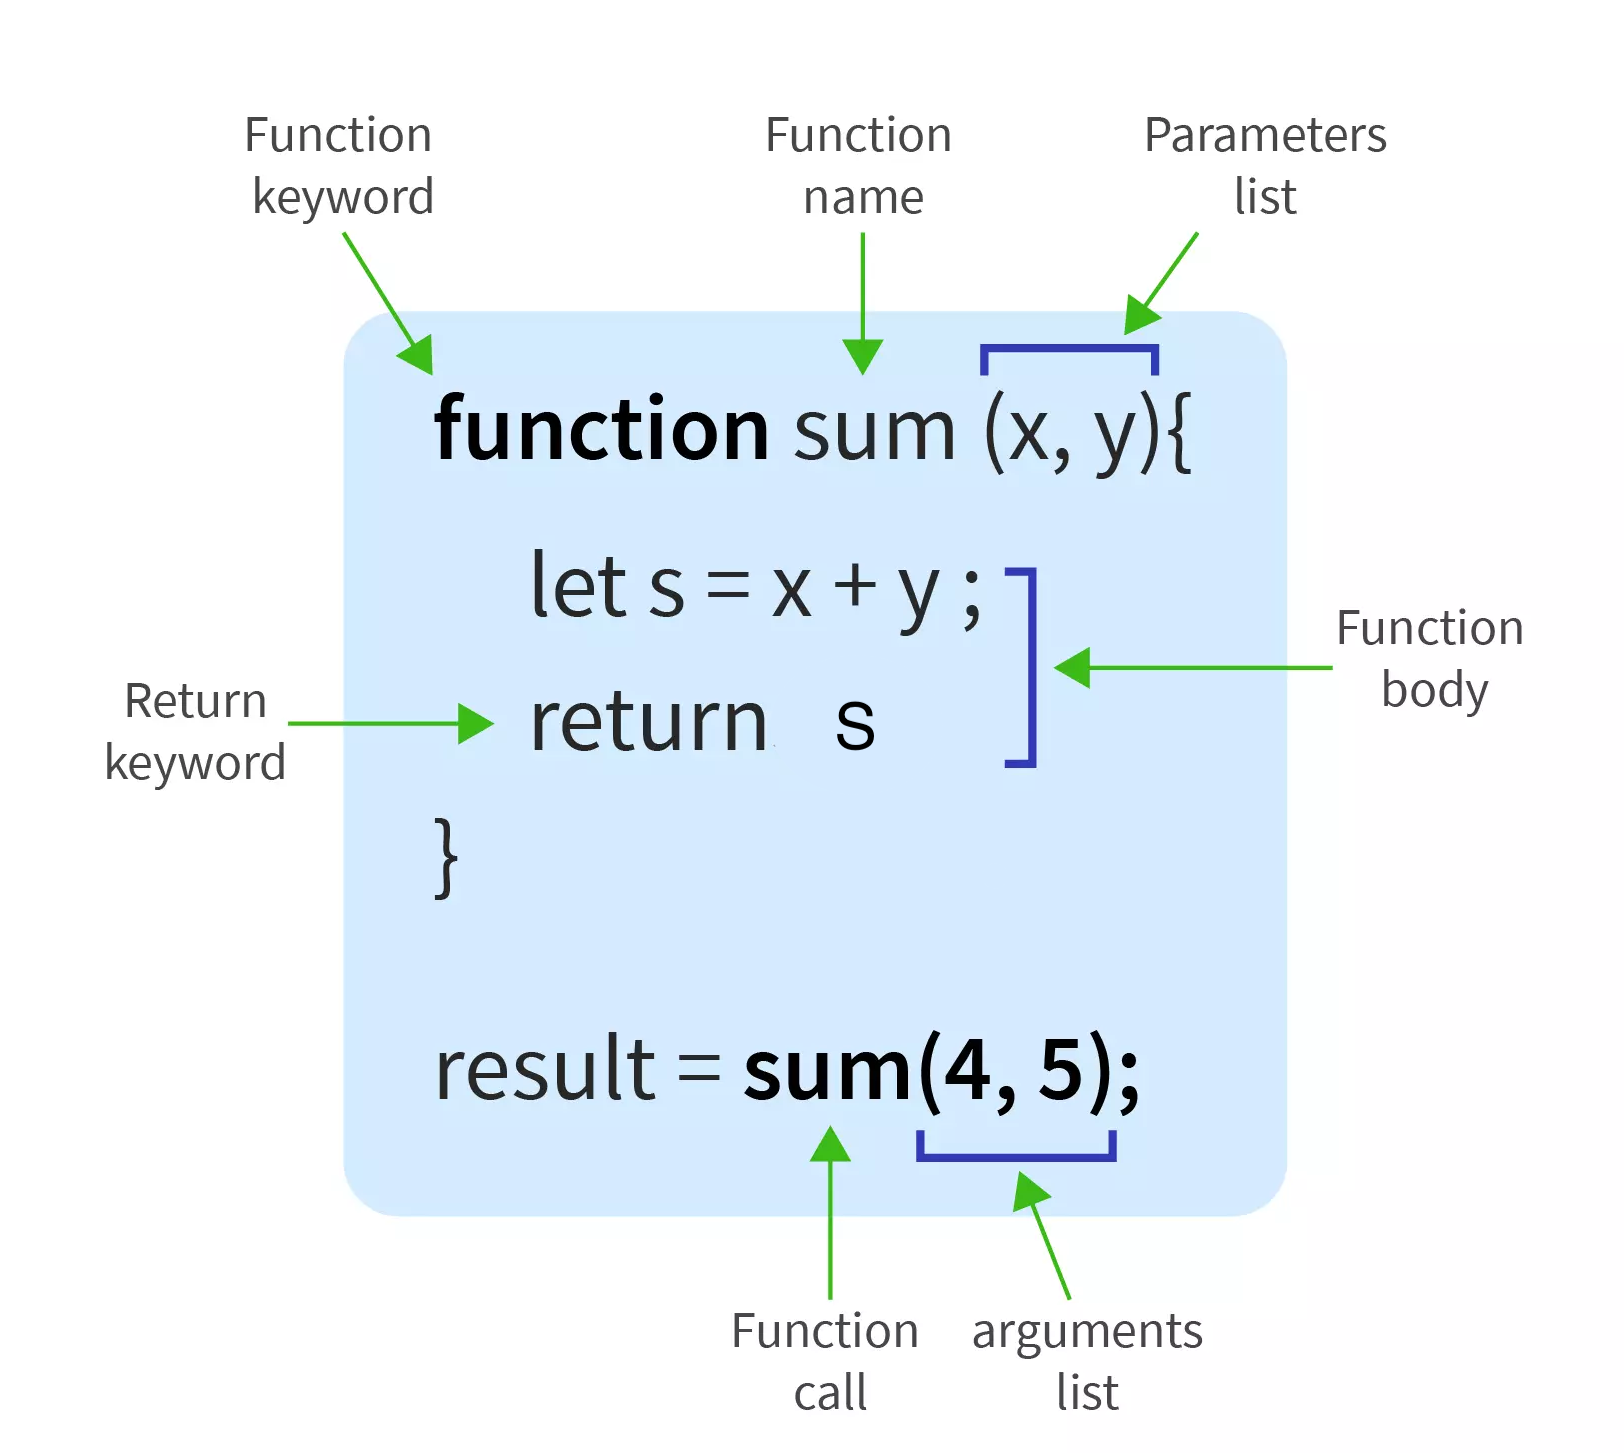 Function
keyword
Function
name
Parameters
list
function sum (x, y){
let s = x + y ;
return s
}
Function
body
Return
keyword
result = sum(4, 5);
Function
call
arguments
list